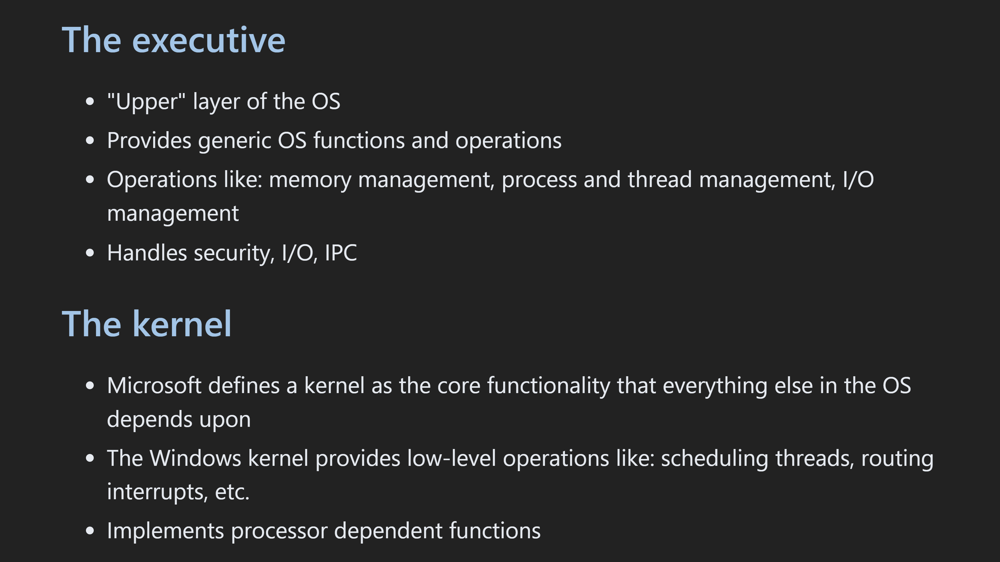 The executive
• "Upper" layer of the OS
• Provides generic OS functions and operations
• Operations like: memory management, process and thread management, I/O
management
• Handles security, I/O, IPC
The kernel
• Microsoft defines a kernel as the core functionality that everything else in the OS
depends upon
• The Windows kernel provides low-level operations like: scheduling threads, routing
interrupts, etc.
• Implements processor dependent functions